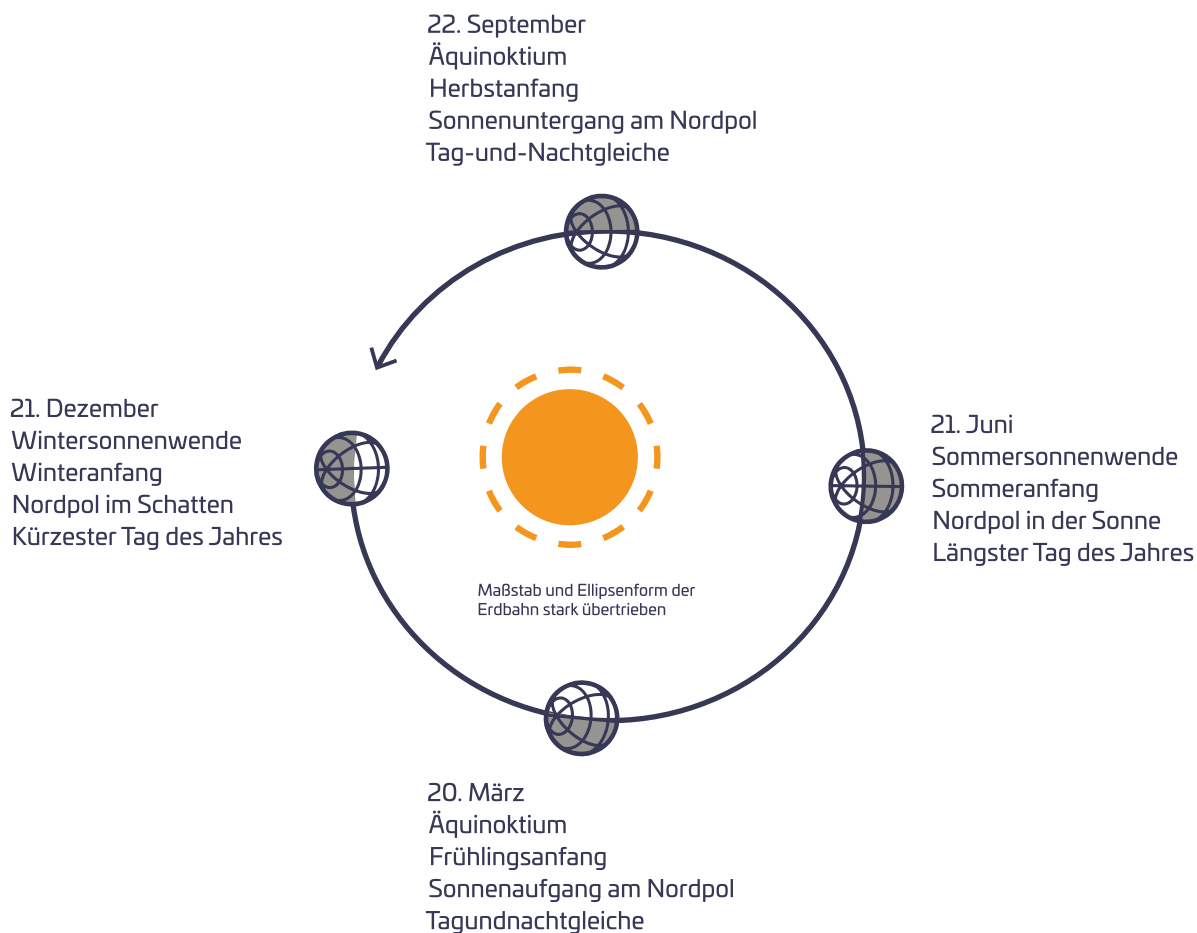 22. September
Äquinoktium
Herbstanfang
Sonnenuntergang am Nordpol
Tag-und-Nachtgleiche
21. Dezember
Wintersonnenwende
Winteranfang
Nordpol im Schatten
Kürzester Tag des Jahres
21. Juni
Sommersonnenwende
Sommeranfang
Nordpol in der Sonne
Längster Tag des Jahres
Maßstab und Ellipsenform der
Erdbahn stark übertrieben
20. März
Äquinoktium
Frühlingsanfang
Sonnenaufgang am Nordpol
Tagundnachtgleiche